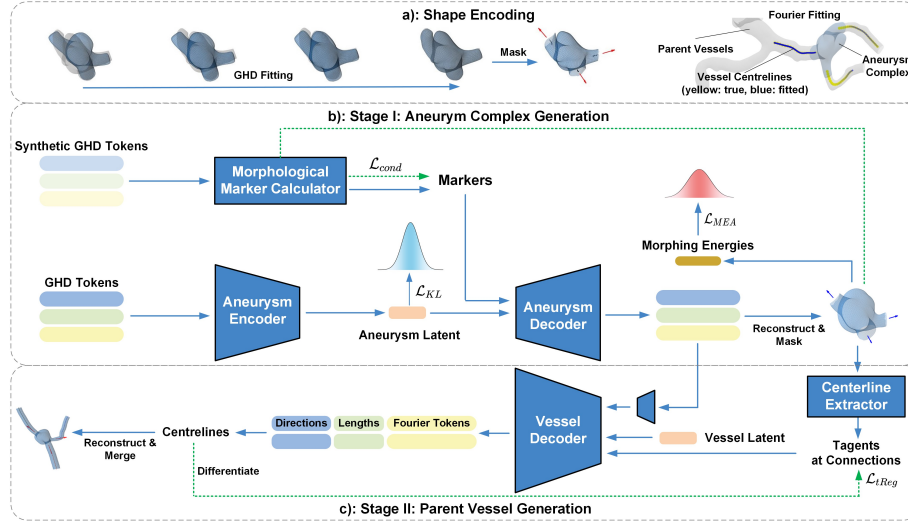 a): Shape Encoding
GHD Fitting
Mask
Fourier Fitting
Parent Vessels
Aneurysm
Complex
Vessel Centrelines
(yellow: true, blue: fitted)
b): Stage I: Aneurym Complex Generation
Synthetic GHD Tokens
Morphological
Marker Calculator
ℒcond
Markers
ℒMEA
Morphing Energies
GHD Tokens
Aneurysm
Encoder
ℒKL
Aneurysm Latent
Aneurysm
Decoder
Reconstruct &
Mask
Centerline
Extractor
Tagents
at Connections
ℒtReg
Vessel
Decoder
Vessel Latent
Directions
Lengths
Fourier Tokens
Centrelines
Reconstruct &
Merge
Differentiate
c): Stage II: Parent Vessel Generation